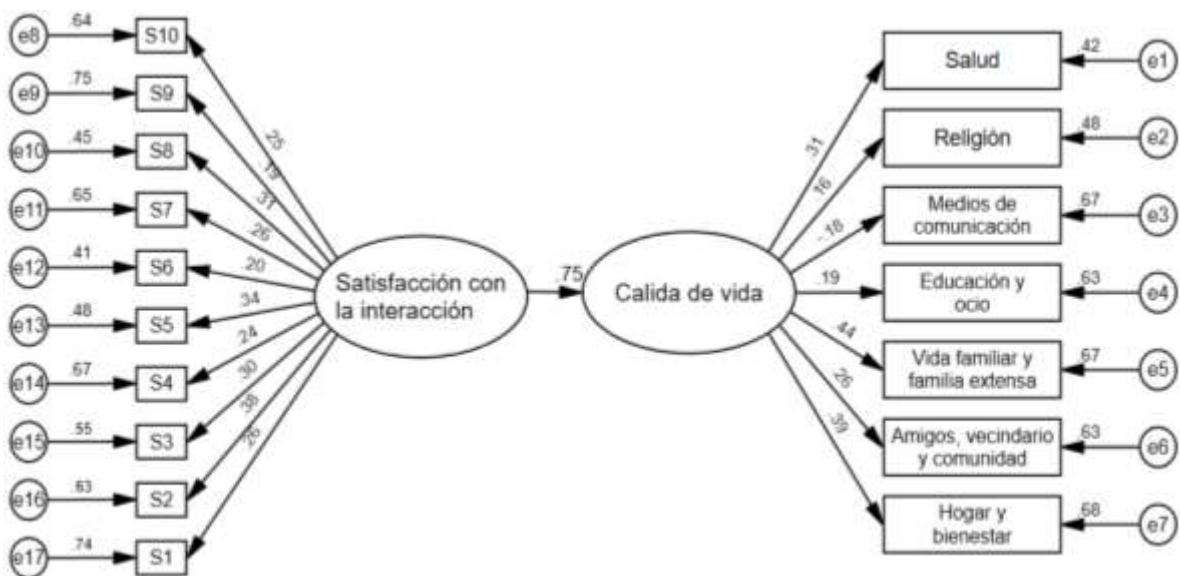 e8 .64 S10
e9 .75 S9
e10 .45 S8
e11 .65 S7
e12 .41 S6
e13 .48 S5
e14 .67 S4
e15 .55 S3
e16 .63 S2
e17 .74 S1
.25
.19
.31
.26
.20
.34
.24
.30
.38
.26
Satisfacción con
la interacción
.75
Calida de vida
.31
.16
-.18
.19
.44
.26
.39
Salud
.42 e1
Religión
.48 e2
Medios de
comunicación
.67 e3
Educación y
ocio
.63 e4
Vida familiar y
familia extensa
.67 e5
Amigos, vecindario
y comunidad
.63 e6
Hogar y
bienestar
.68 e7